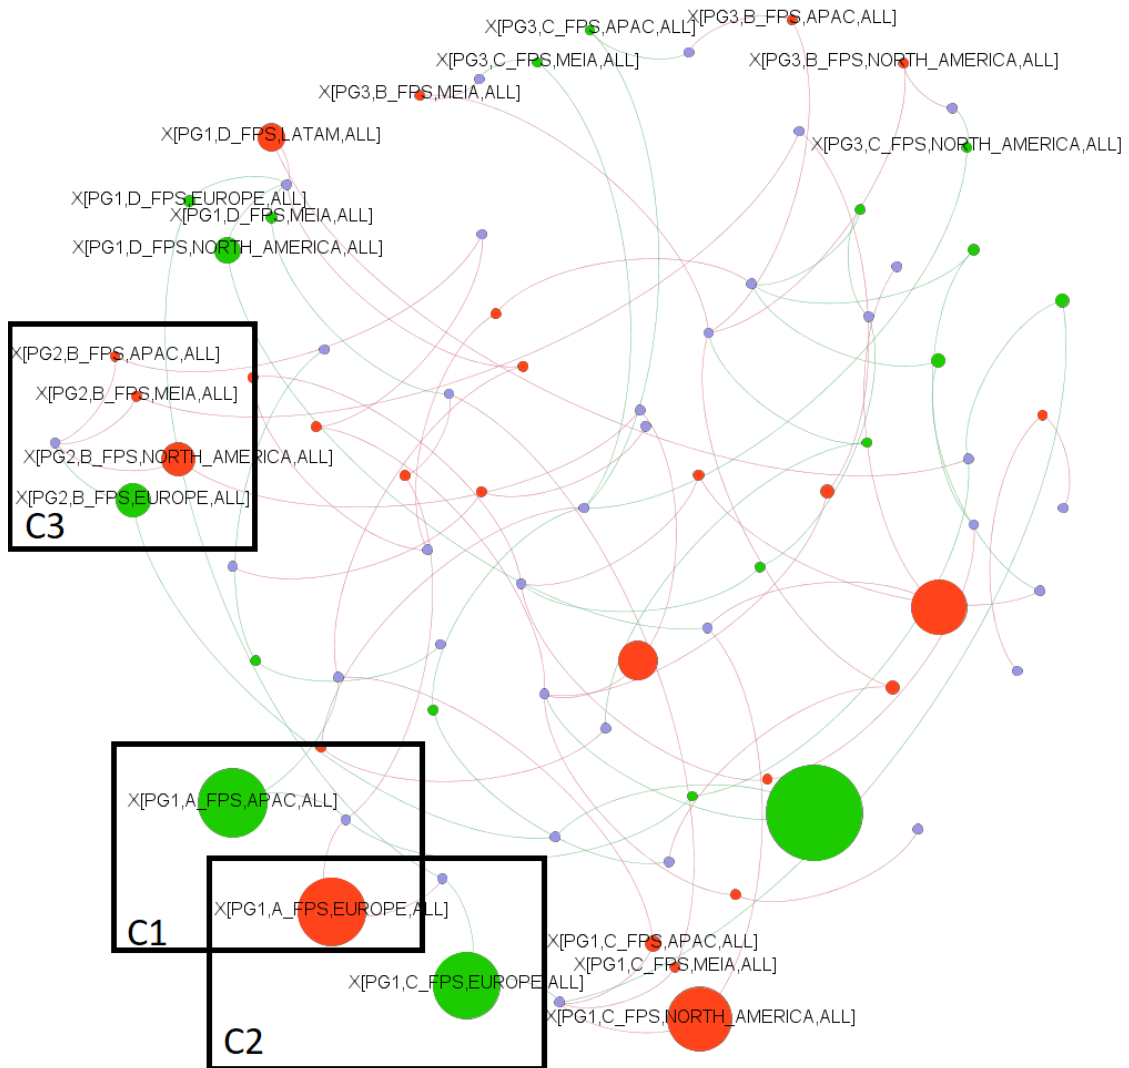 X[PG3,B_FPS,APAC,ALL]
X[PG3,C_FPS,APAC,ALL]
X[PG3,C_FPS,MEIA,ALL]
X[PG3,B_FPS,NORTH_AMERICA,ALL]
X[PG3,B_FPS,MEIA,ALL]
X[PG1,D_FPS,LATAM,ALL]
X[PG3,C_FPS,NORTH_AMERICA,ALL]
X[PG1,D_FPS,EUROPE,ALL]
X[PG1,D_FPS,MEIA,ALL]
X[PG1,D_FPS,NORTH_AMERICA,ALL]
X[PG2,B_FPS,APAC,ALL]
X[PG2,B_FPS,MEIA,ALL]
X[PG2,B_FPS,NORTH_AMERICA,ALL]
X[PG2,B_FPS,EUROPE,ALL]
C3
X[PG1,A_FPS,APAC,ALL]
X[PG1,A_FPS,EUROPE,ALL]
C1
X[PG1,C_FPS,APAC,ALL]
X[PG1,C_FPS,MEIA,ALL]
X[PG1,C_FPS,EUROPE,ALL]
X[PG1,C_FPS,NORTH_AMERICA,ALL]
C2